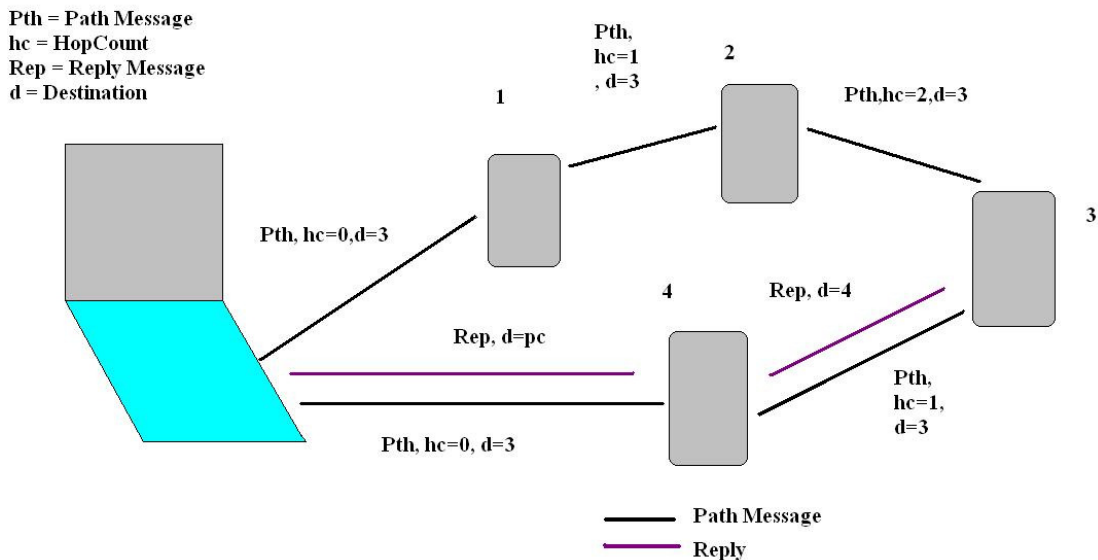 Pth = Path Message
hc = HopCount
Rep = Reply Message
d = Destination
Pth,
hc=1
, d=3
2
1
Pth,hc=2,d=3
Pth, hc=0,d=3
3
4
Rep, d=4
Rep, d=pc
Pth,
hc=1,
d=3
Pth, hc=0, d=3
Path Message
Reply